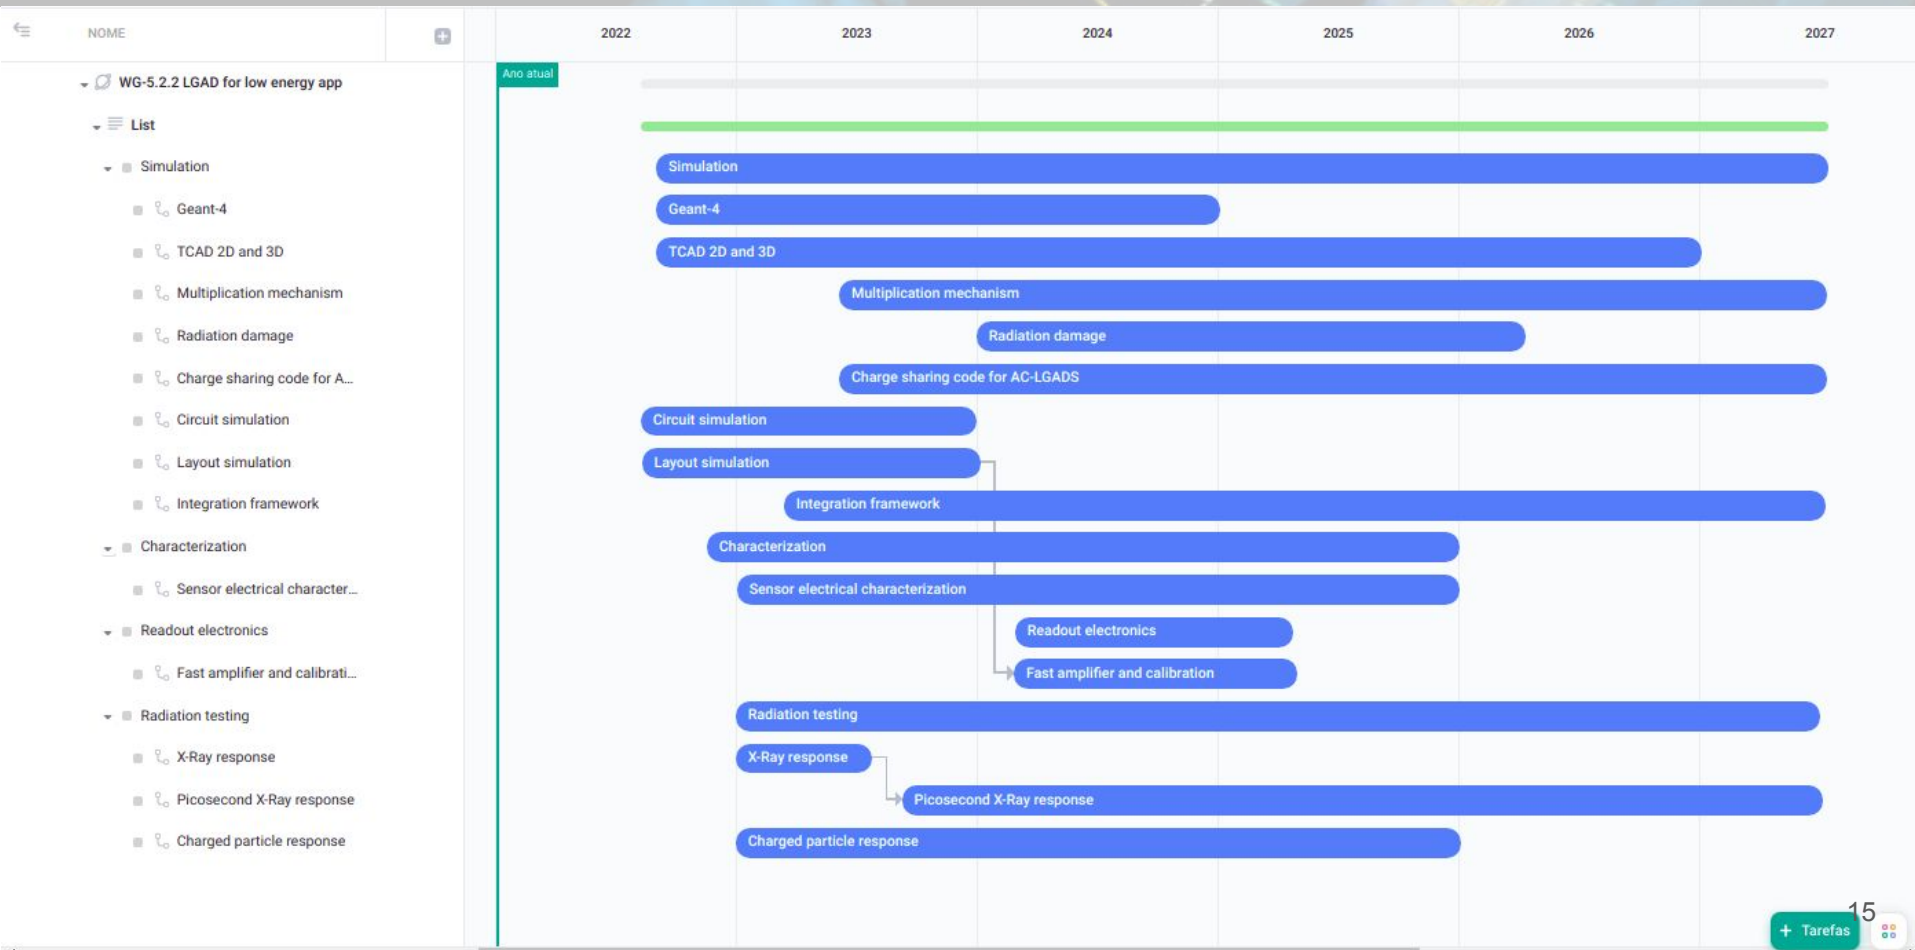 NOME 2022 2023 2024 2025 2026 2027
Ano atual
WG-5.2.2 LGAD for low energy app
List
Simulation Simulation
Geant-4 Geant-4
TCAD 2D and 3D TCAD 2D and 3D
Multiplication mechanism Multiplication mechanism
Radiation damage Radiation damage
Charge sharing code for A... Charge sharing code for AC-LGADS
Circuit simulation Circuit simulation
Layout simulation Layout simulation
Integration framework Integration framework
Characterization Characterization
Sensor electrical character... Sensor electrical characterization
Readout electronics Readout electronics
Fast amplifier and calibrati... Fast amplifier and calibration
Radiation testing Radiation testing
X-Ray response X-Ray response
Picosecond X-Ray response Picosecond X-Ray response
Charged particle response Charged particle response
15
+ Tarefas